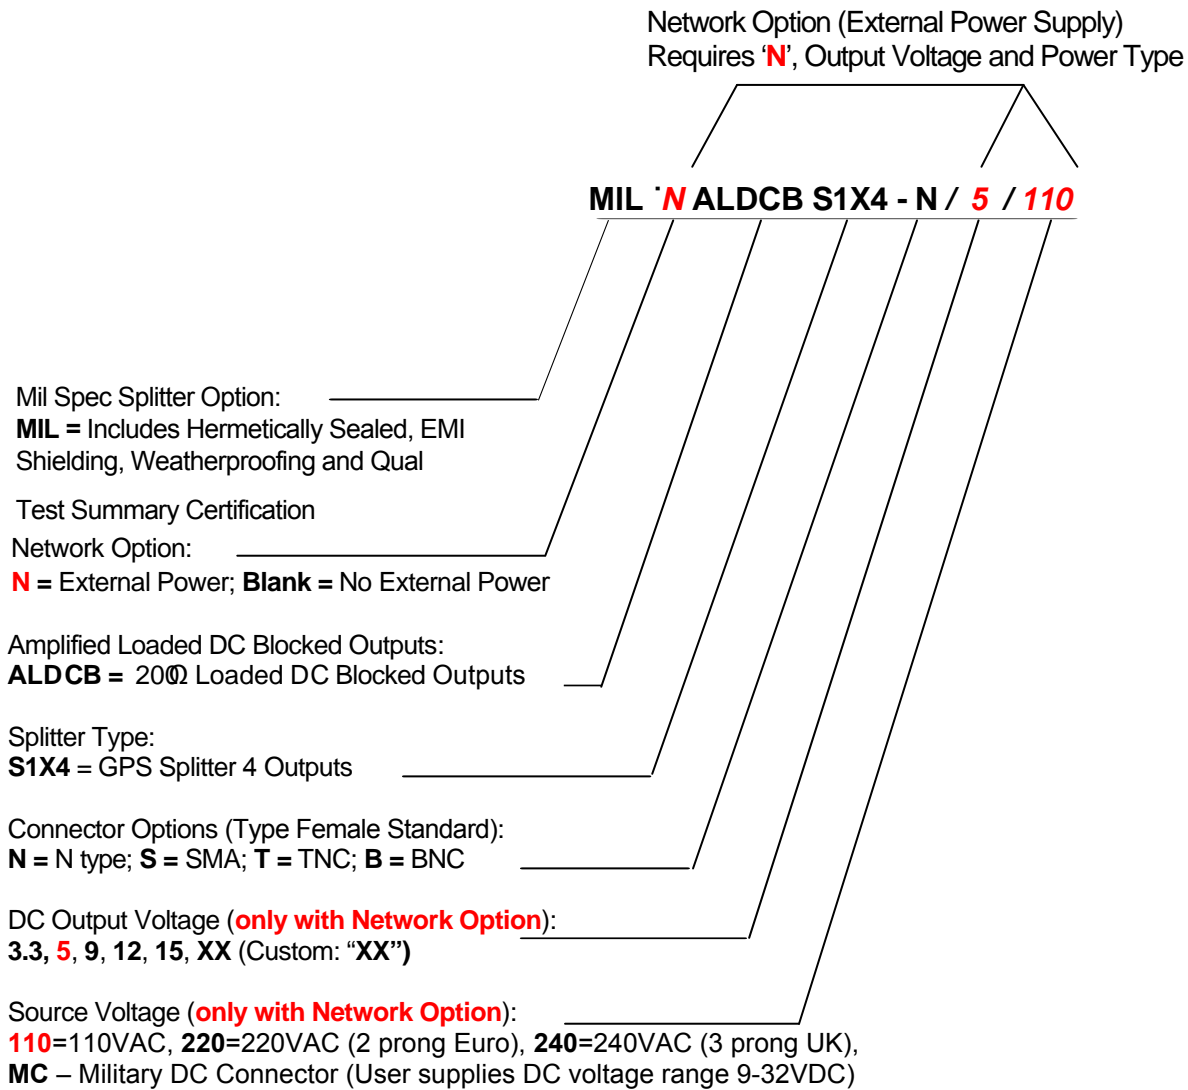 Network Option (External Power Supply)
Requires ‘N’, Output Voltage and Power Type
MIL N ALDCB S1X4 - N / 5 / 110
Mil Spec Splitter Option:
MIL = Includes Hermetically Sealed, EMI
Shielding, Weatherproofing and Qual
Test Summary Certification
Network Option:
N = External Power; Blank = No External Power
Amplified Loaded DC Blocked Outputs:
ALDCB = 200Ω Loaded DC Blocked Outputs
Splitter Type:
S1X4 = GPS Splitter 4 Outputs
Connector Options (Type Female Standard):
N = N type; S = SMA; T = TNC; B = BNC
DC Output Voltage (only with Network Option):
3.3, 5, 9, 12, 15, XX (Custom: “XX”)
Source Voltage (only with Network Option):
110=110VAC, 220=220VAC (2 prong Euro), 240=240VAC (3 prong UK),
MC – Military DC Connector (User supplies DC voltage range 9-32VDC)